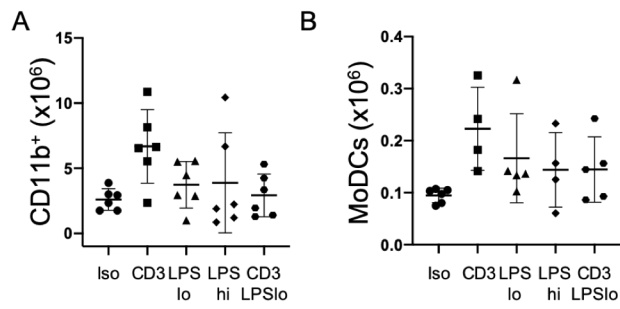 A
CD11b⁺ (x10⁶)
15
10
5
0
Iso
CD3
LPS lo
LPS hi
CD3 LPSlo
B
MoDCs (x10⁶)
0.4
0.3
0.2
0.1
0.0
Iso
CD3
LPS lo
LPS hi
CD3 LPSlo